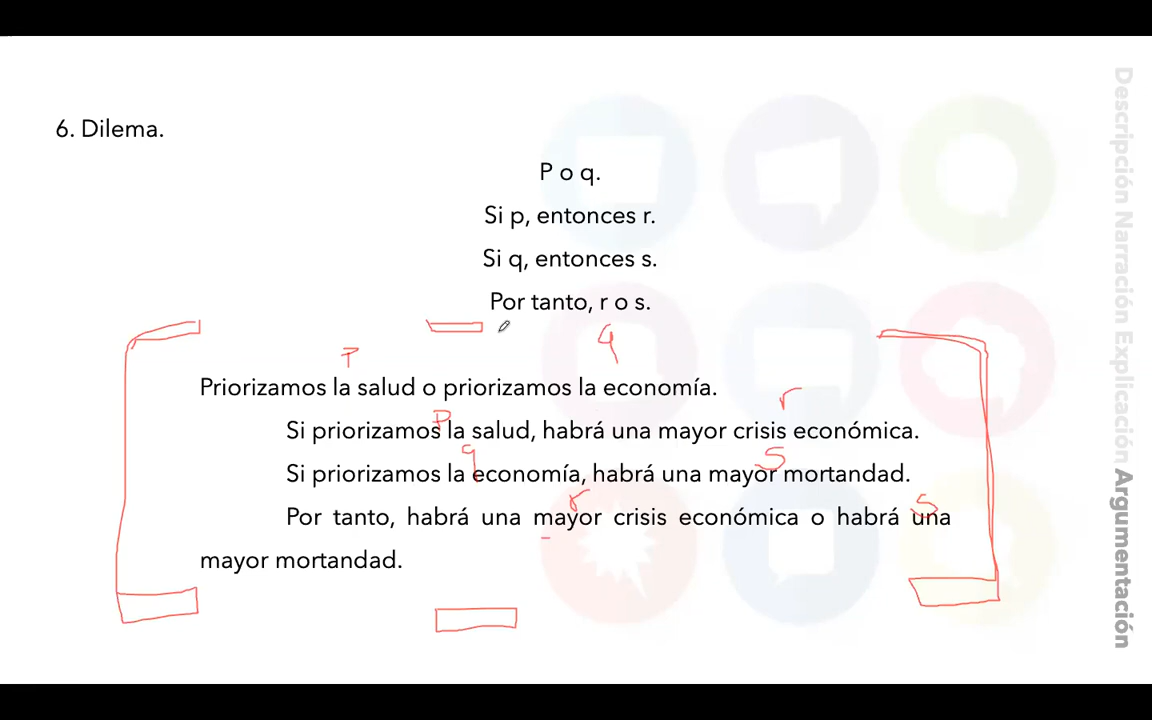 6. Dilema.
P o q.
Si p, entonces r.
Si q, entonces s.
Por tanto, r o s.
P
q
Priorizamos la salud o priorizamos la economía.
P
r
Si priorizamos la salud, habrá una mayor crisis económica.
q
S
Si priorizamos la economía, habrá una mayor mortandad.
r
S
Por tanto, habrá una mayor crisis económica o habrá una
mayor mortandad.
Descripción Narración Explicación Argumentación